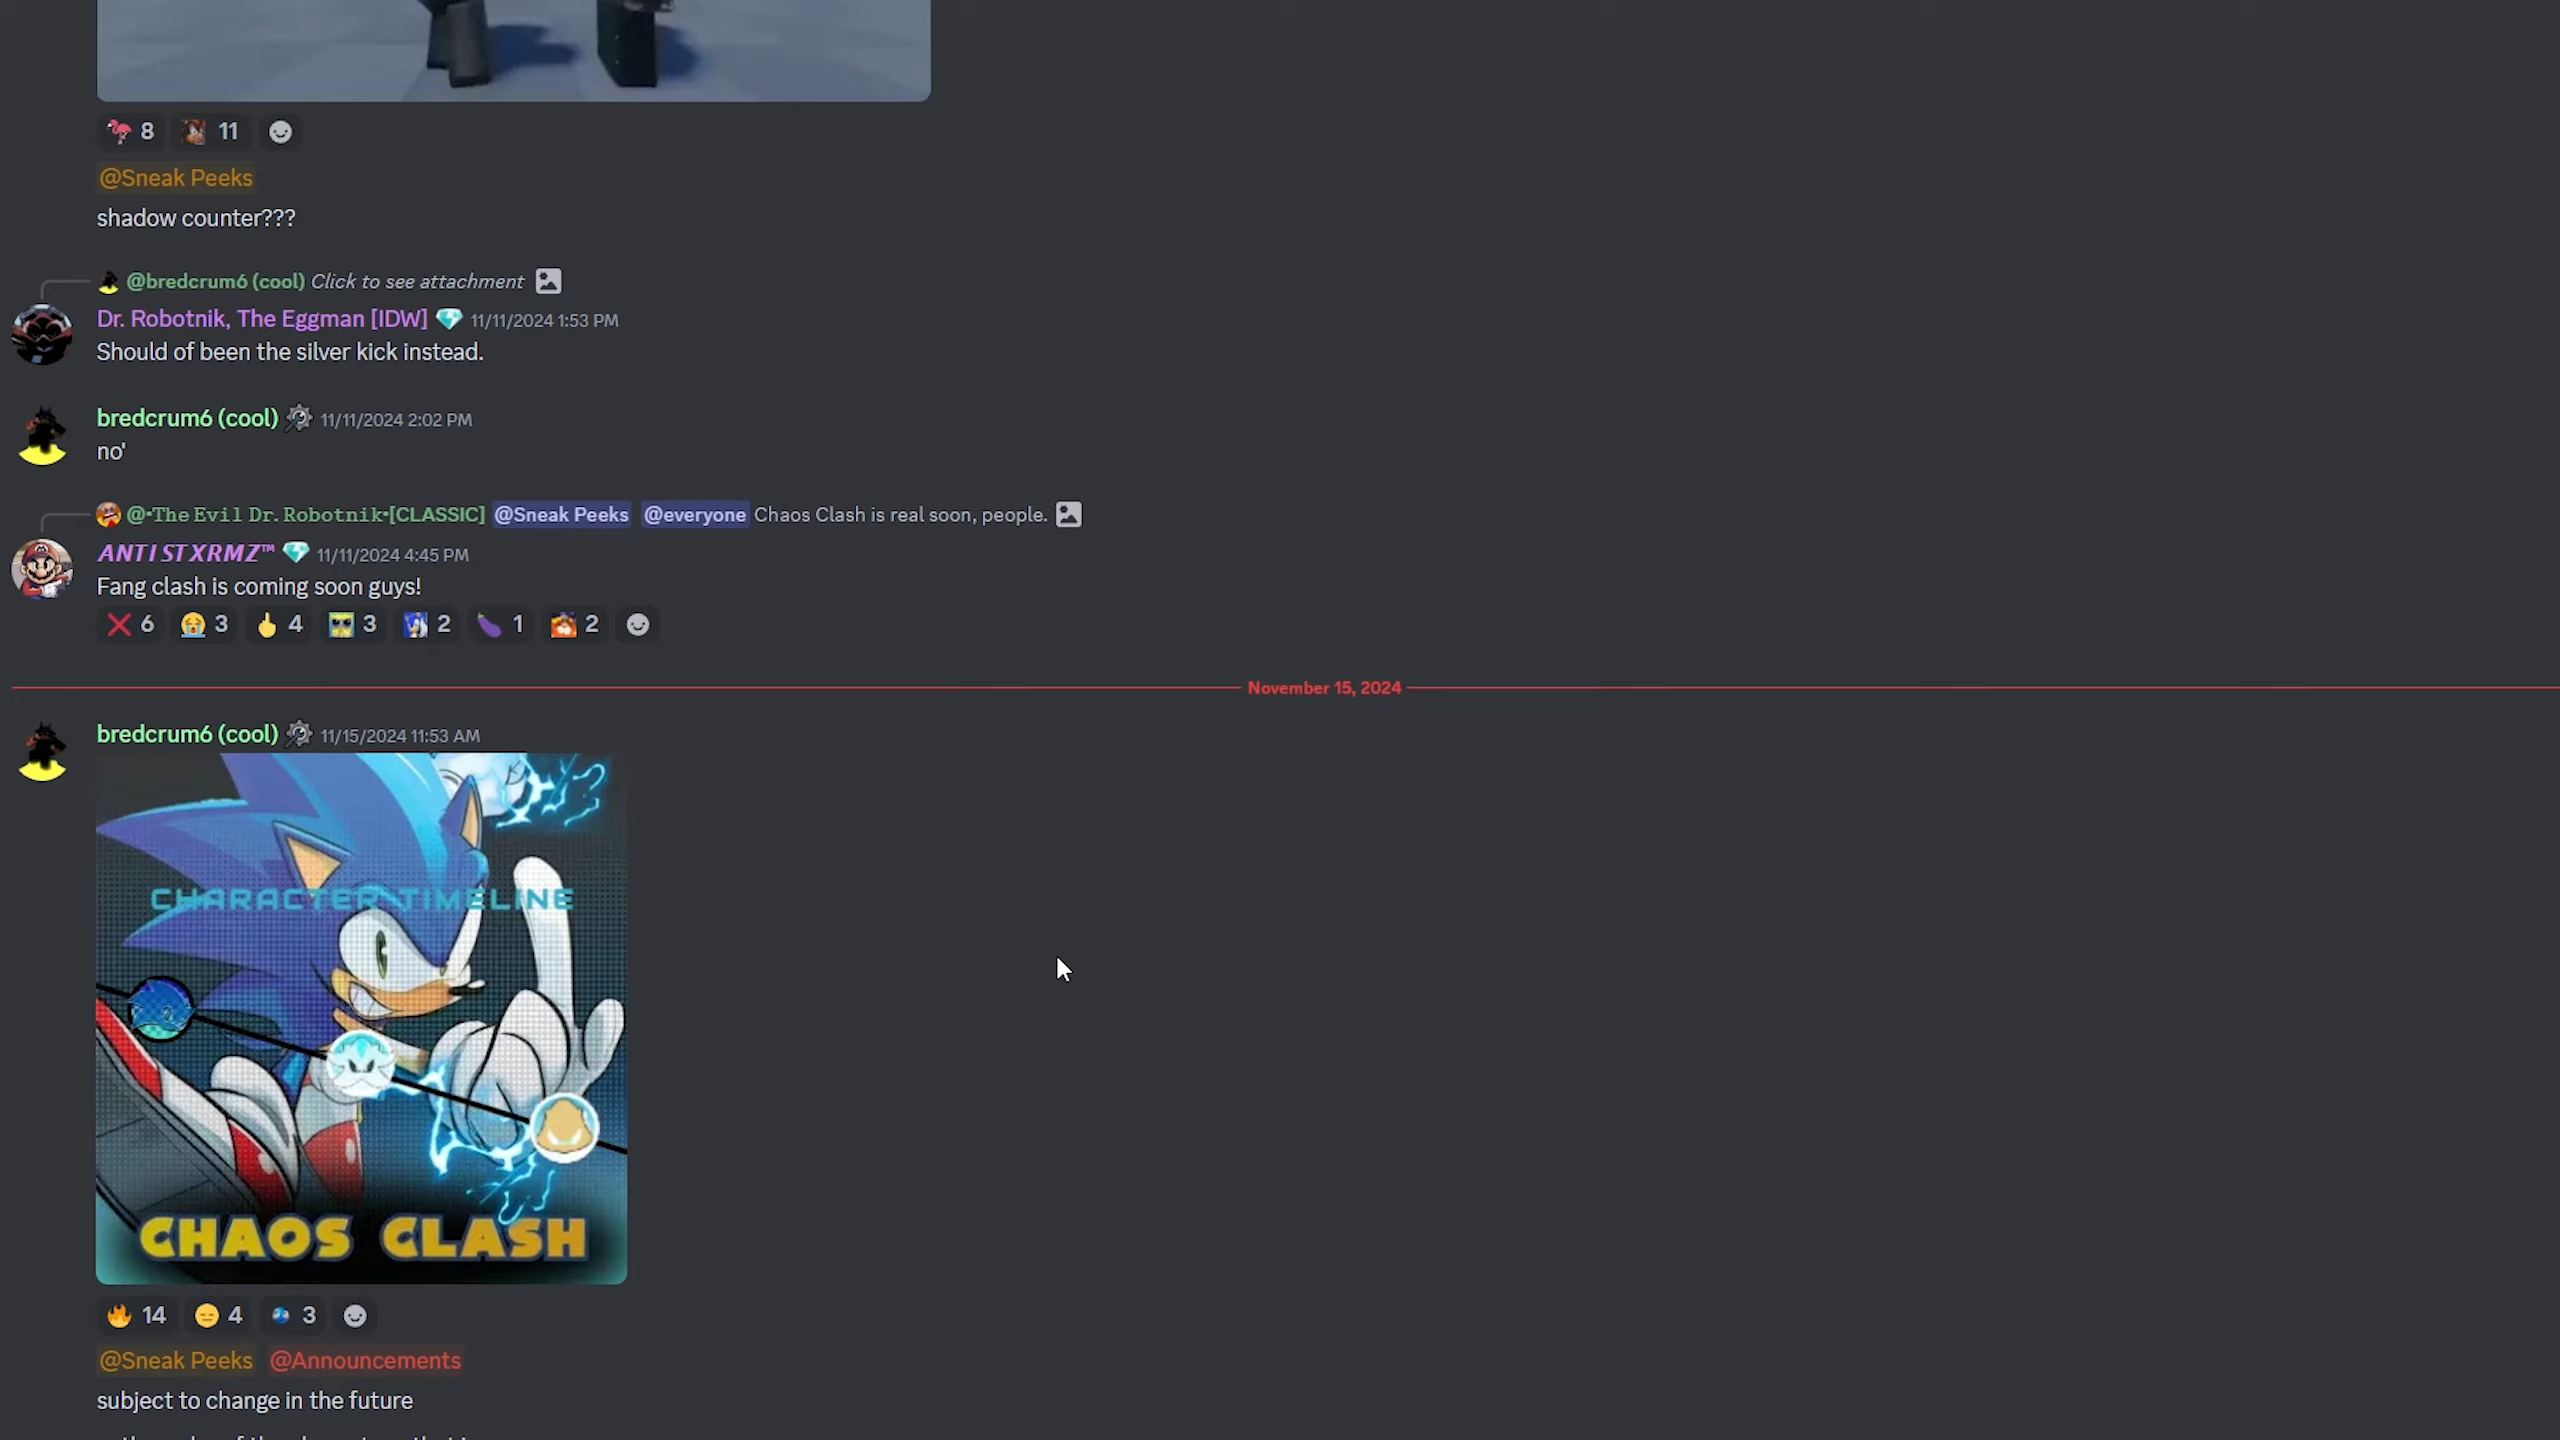 8 11
@Sneak Peeks
shadow counter???
@bredcrum6 (cool) Click to see attachment
Dr. Robotnik, The Eggman [IDW] 11/11/2024 1:53 PM
Should of been the silver kick instead.
bredcrum6 (cool) 11/11/2024 2:02 PM
no'
@•The Evil Dr. Robotnik•[CLASSIC] @Sneak Peeks @everyone Chaos Clash is real soon, people.
ANTI STXRMZ™ 11/11/2024 4:45 PM
Fang clash is coming soon guys!
6 3 4 3 2 1 2
November 15, 2024
bredcrum6 (cool) 11/15/2024 11:53 AM
CHARACTER TIMELINE
CHAOS CLASH
14 4 3
@Sneak Peeks @Announcements
subject to change in the future